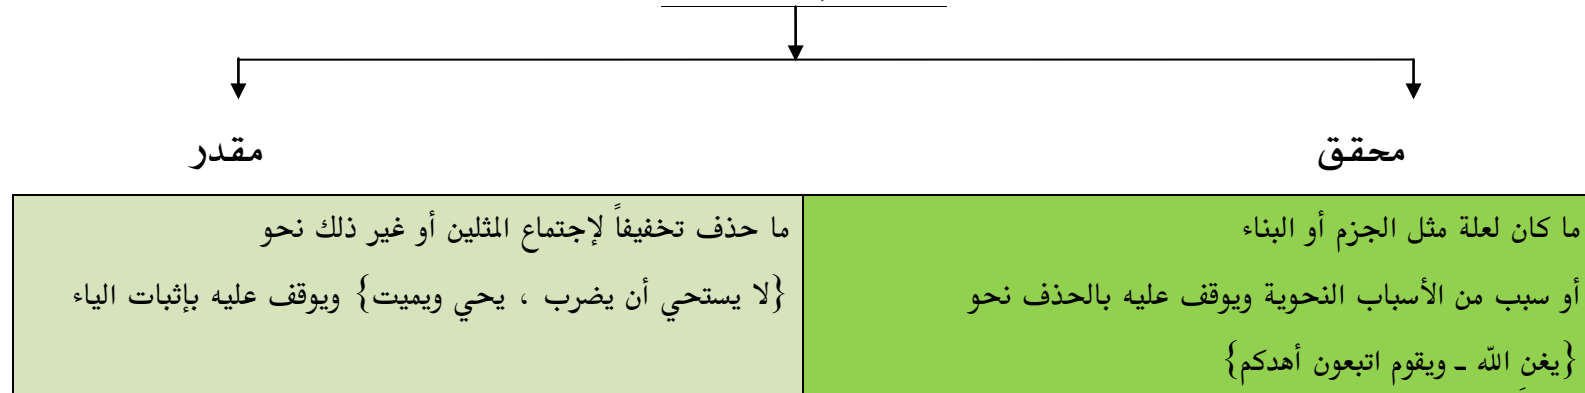 محقق
مقدر
ما كان لعلة مثل الجزم أو البناء
أو سبب من الأسباب النحوية ويوقف عليه بالحذف نحو
{يغنِ اللّه ـ ويقوم اتبعون أهدكم}
ما حذف تخفيفاً لإجتماع المثلين أو غير ذلك نحو
{لا يستحي أن يضرب ، يحي ويميت} ويوقف عليه بإثبات الياء